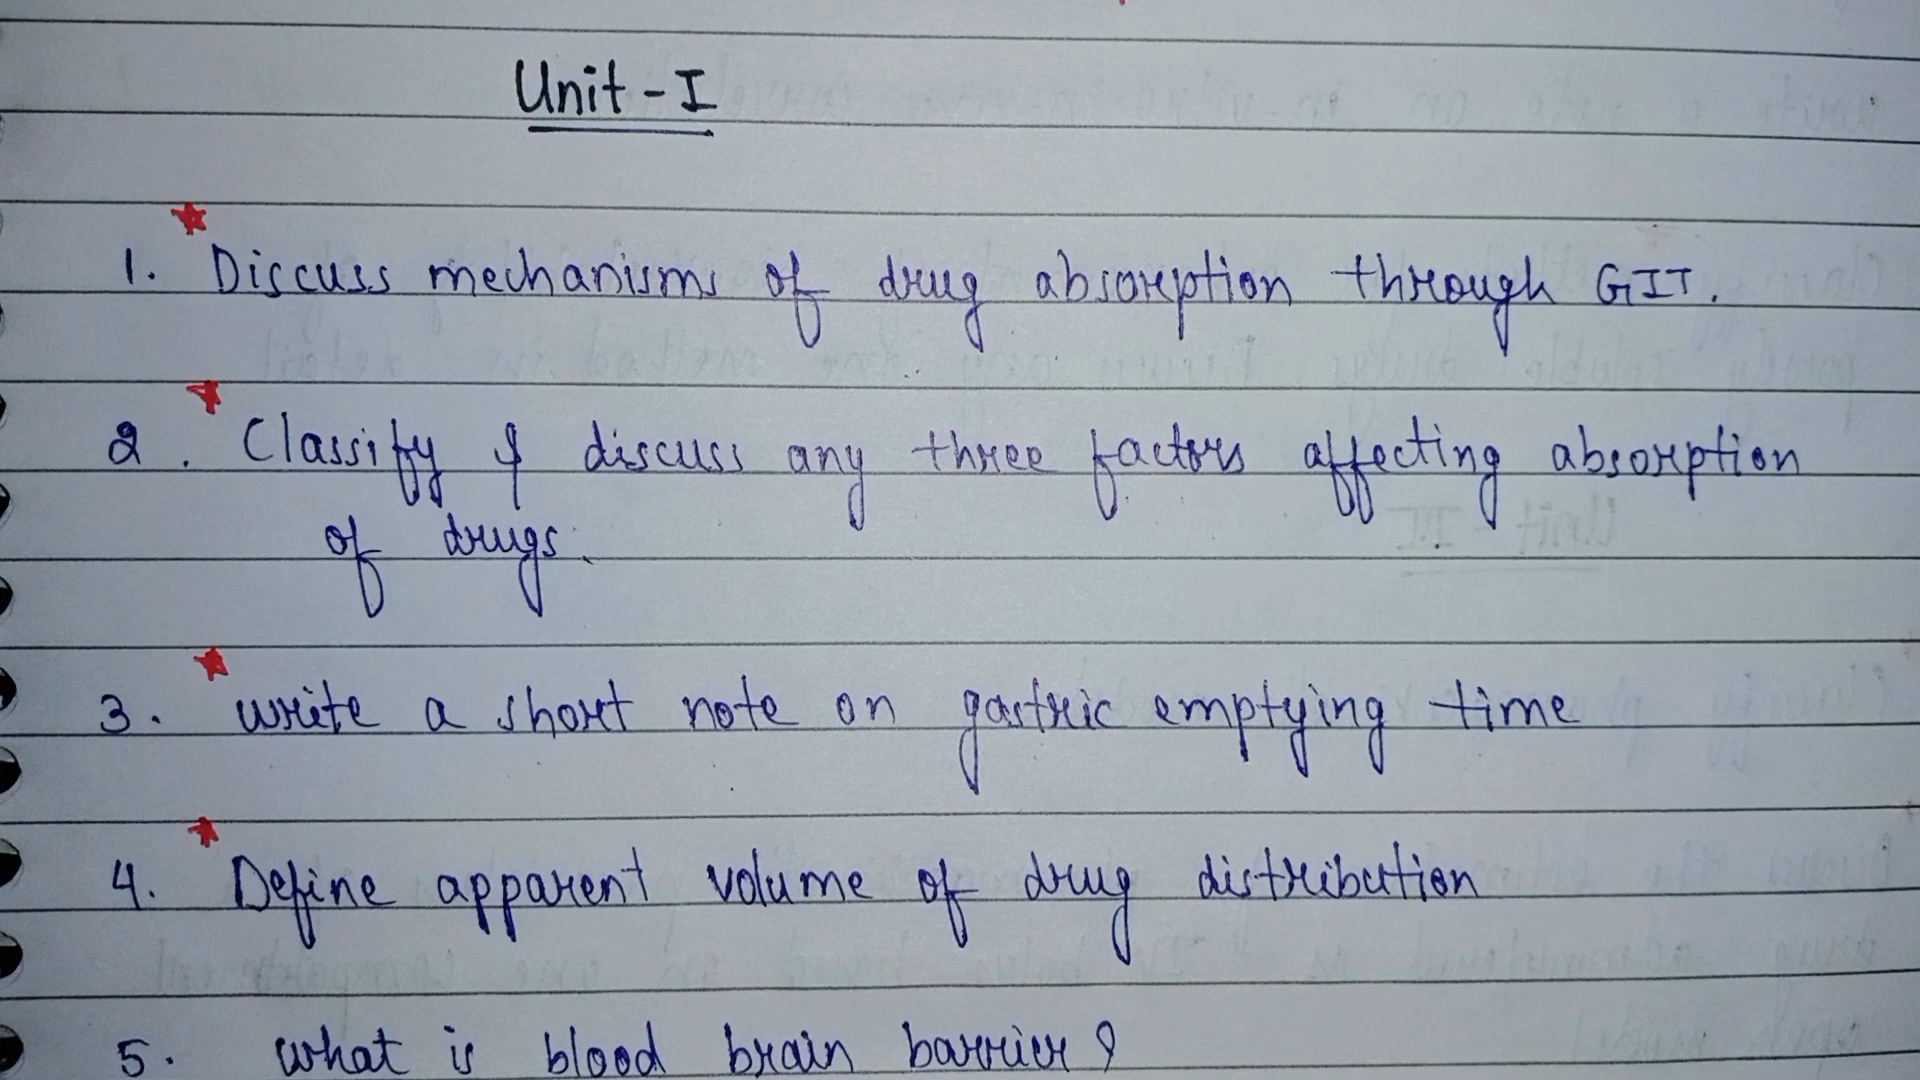 Unit - I
1. Discuss mechanisms of drug absorption through GIT.
2. Classify & discuss any three factors affecting absorption
of drugs.
3. write a short note on gastric emptying time
4. Define apparent volume of drug distribution
5. what is blood brain barrier?